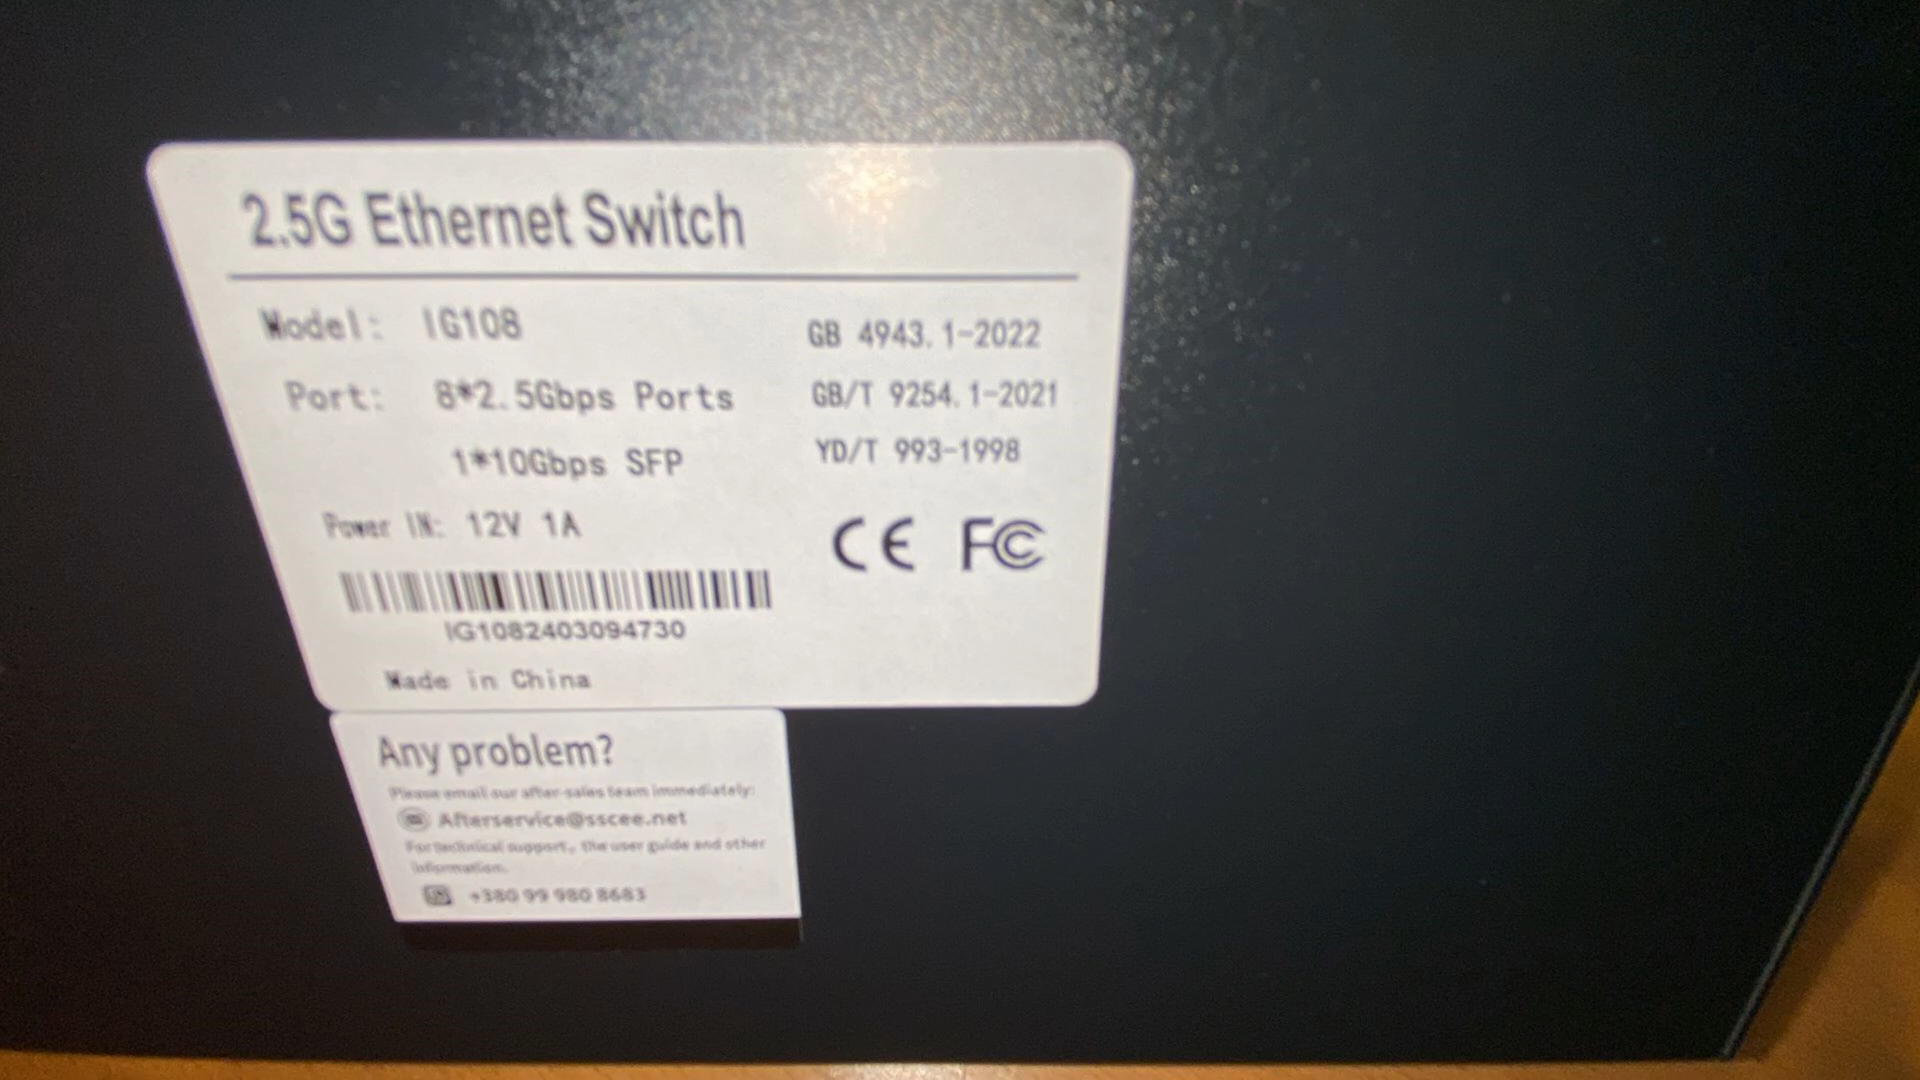 2.5G Ethernet Switch
Model: IG108
Port: 8*2.5Gbps Ports
1*10Gbps SFP
Power IN: 12V 1A
IG1082403094730
Made in China
GB 4943.1-2022
GB/T 9254.1-2021
YD/T 993-1998
CE FC
Any problem?
Please email our after-sales team immediately:
Afterservice@sscee.net
For technical support, the user guide and other
information.
+380 99 980 8683